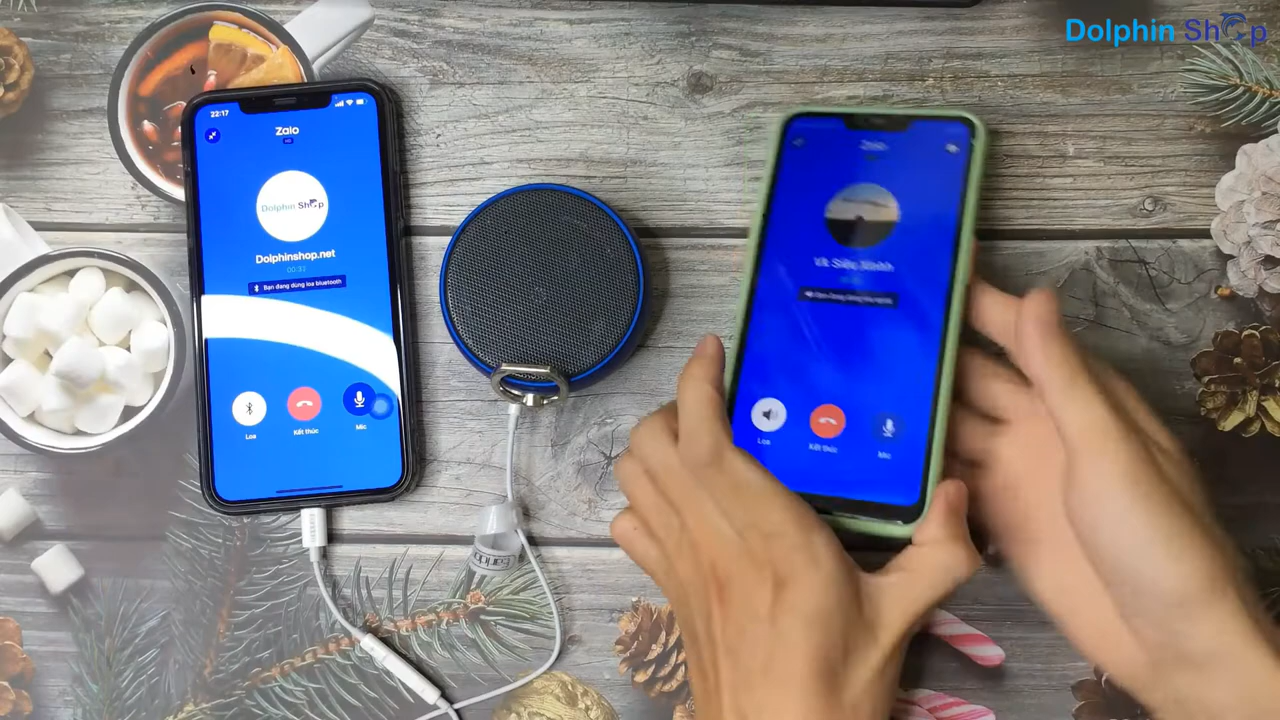 Dolphin Shop
22:17
Zalo
HD
Dolphin Shop
Dolphinshop.net
00:33
Bạn đang dùng loa bluetooth
Loa
Kết thúc
Mic
Zalo
Loa
Kết thúc
Mic